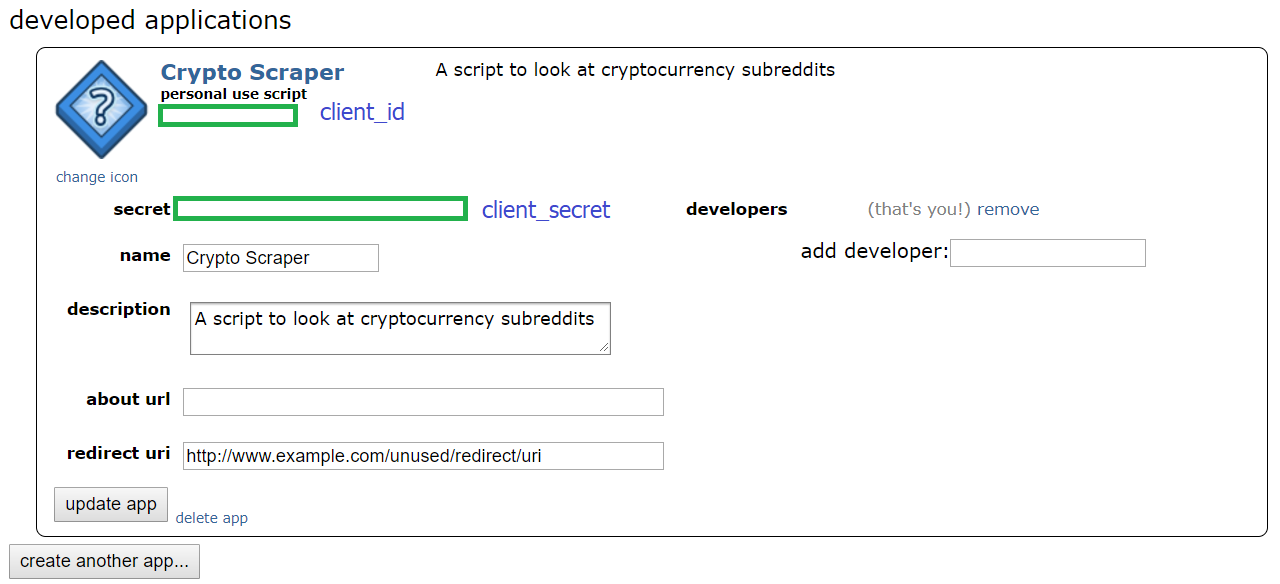 developed applications
Crypto Scraper
A script to look at cryptocurrency subreddits
personal use script
client_id
?
change icon
secret
client_secret
developers
(that's you!) remove
name
Crypto Scraper
add developer:
description
A script to look at cryptocurrency subreddits
about url
redirect uri
http://www.example.com/unused/redirect/uri
update app
delete app
create another app...